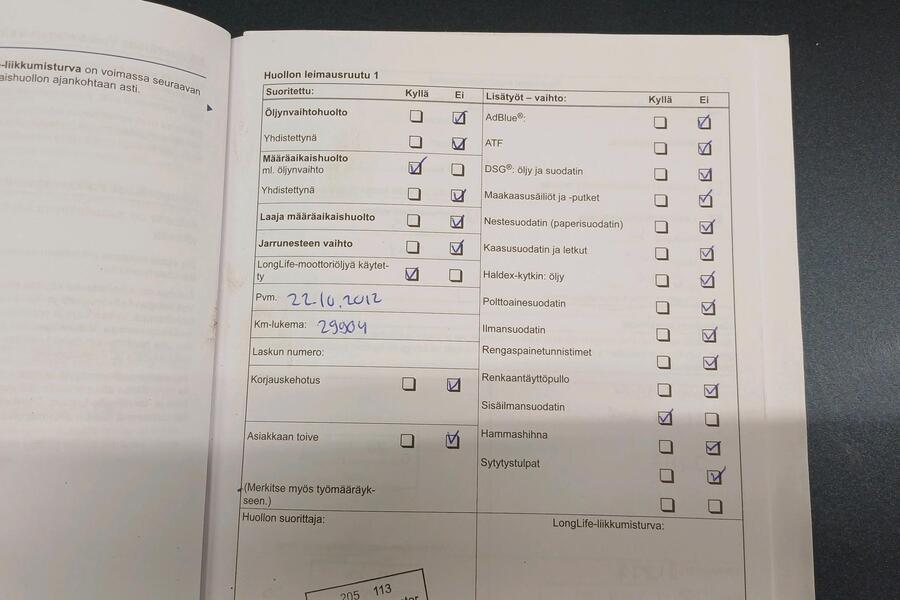 -liikkumisturva on voimassa seuraavan
aishuollon ajankohtaan asti.
Huollon leimausruutu 1
Suoritettu: Kyllä Ei
Öljynvaihtohuolto
Yhdistettynä
Määräaikaishuolto
ml. öljynvaihto
Yhdistettynä
Laaja määräaikaishuolto
Jarrunesteen vaihto
LongLife-moottoriöljyä käytet-
ty
Pvm. 22.10.2012
Km-lukema: 29904
Laskun numero:
Korjauskehotus
Asiakkaan toive
(Merkitse myös työmääräyk-
seen.)
Huollon suorittaja:
205 113
Lisätyöt – vaihto: Kyllä Ei
AdBlue®:
ATF
DSG®: öljy ja suodatin
Maakaasusäiliöt ja -putket
Nestesuodatin (paperisuodatin)
Kaasusuodatin ja letkut
Haldex-kytkin: öljy
Polttoainesuodatin
Ilmansuodatin
Rengaspainetunnistimet
Renkaantäyttöpullo
Sisäilmansuodatin
Hammashihna
Sytytystulpat
LongLife-liikkumisturva: